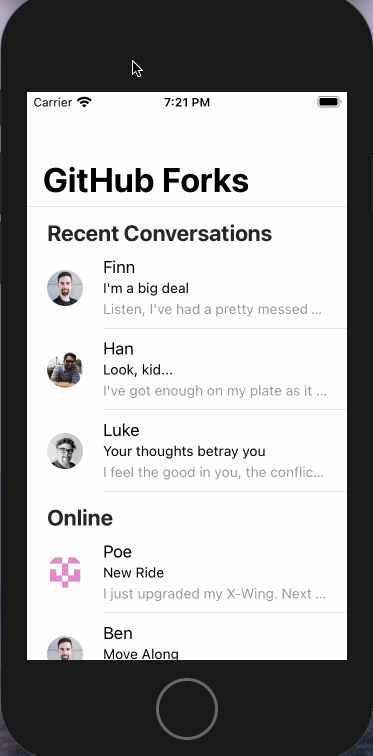 Carrier 7:21 PM
GitHub Forks
Recent Conversations
Finn
I'm a big deal
Listen, I've had a pretty messed ...
Han
Look, kid...
I've got enough on my plate as it ...
Luke
Your thoughts betray you
I feel the good in you, the conflic...
Online
Poe
New Ride
I just upgraded my X-Wing. Next ...
Ben
Move Along